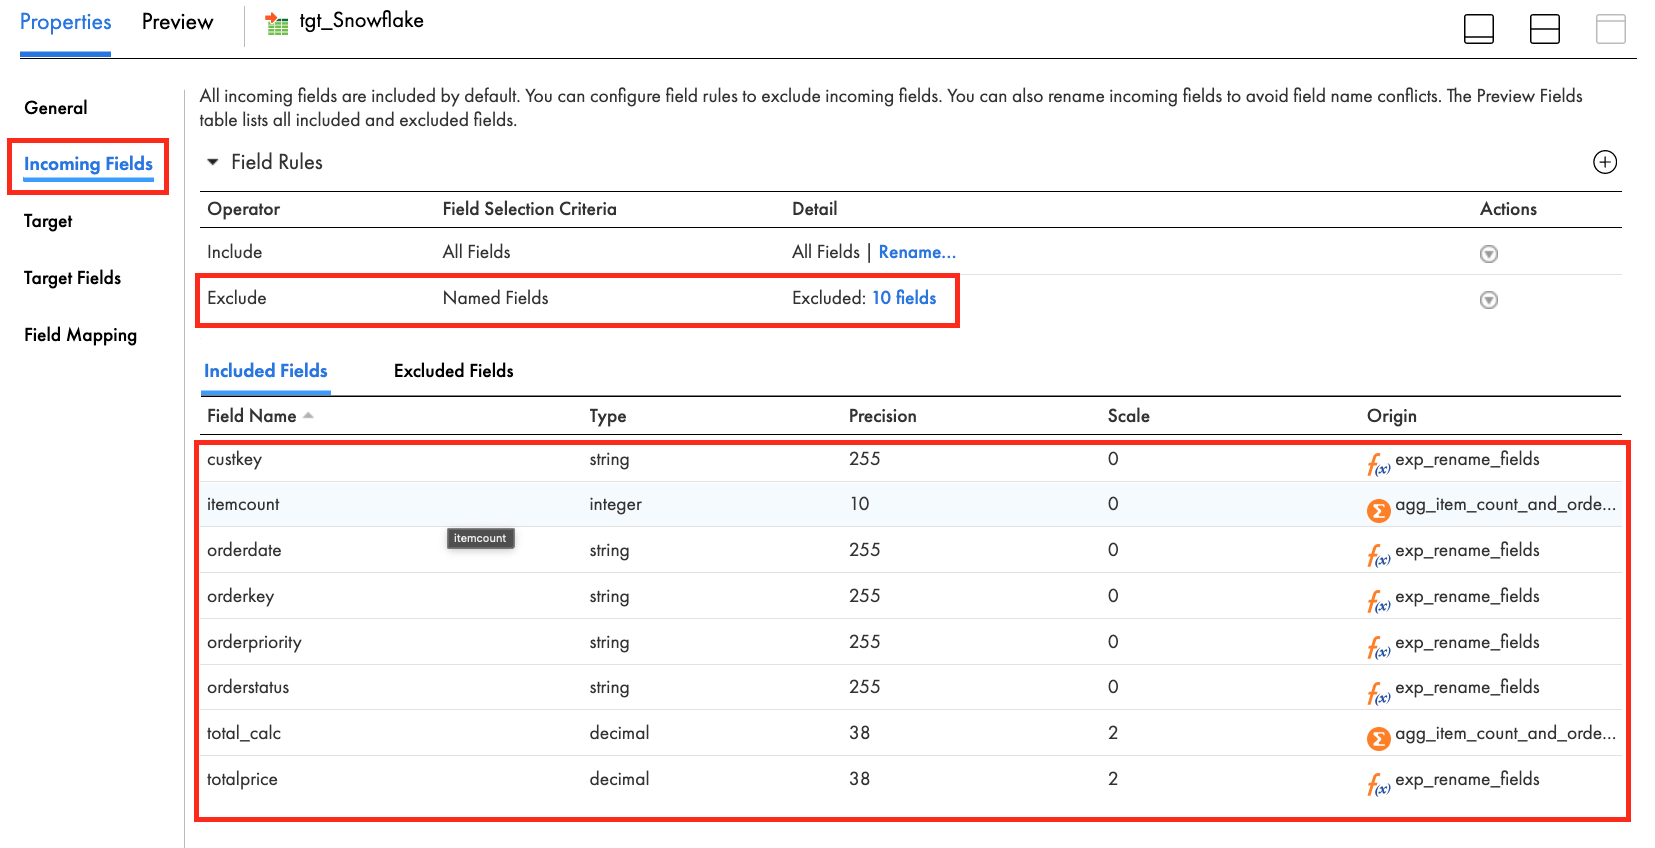 Properties Preview tgt_Snowflake
General
Incoming Fields
Target
Target Fields
Field Mapping
All incoming fields are included by default. You can configure field rules to exclude incoming fields. You can also rename incoming fields to avoid field name conflicts. The Preview Fields
table lists all included and excluded fields.
Field Rules
Operator Field Selection Criteria Detail Actions
Include All Fields All Fields | Rename...
Exclude Named Fields Excluded: 10 fields
Included Fields Excluded Fields
Field Name Type Precision Scale Origin
custkey string 255 0 f(x) exp_rename_fields
itemcount integer 10 0 Σ agg_item_count_and_orde...
itemcount
orderdate string 255 0 f(x) exp_rename_fields
orderkey string 255 0 f(x) exp_rename_fields
orderpriority string 255 0 f(x) exp_rename_fields
orderstatus string 255 0 f(x) exp_rename_fields
total_calc decimal 38 2 Σ agg_item_count_and_orde...
totalprice decimal 38 2 f(x) exp_rename_fields